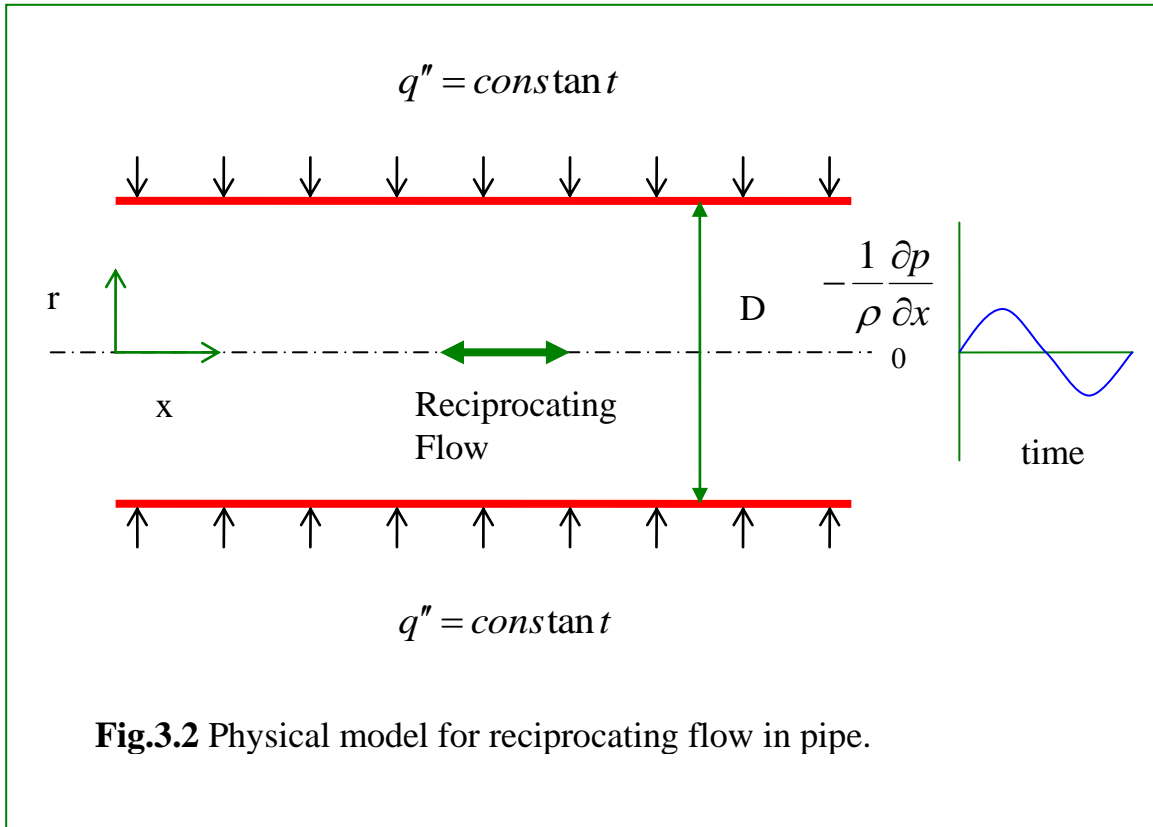 q″ = constant
r
D
−1/ρ ∂p/∂x
0
x
Reciprocating
Flow
time
q″ = constant
Fig.3.2 Physical model for reciprocating flow in pipe.